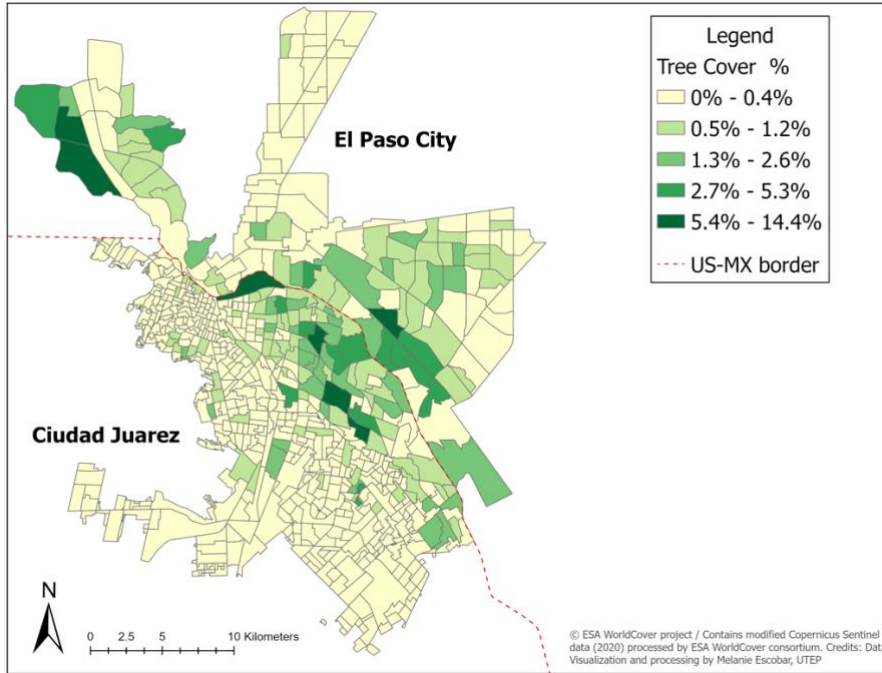 Legend
Tree Cover %
0% - 0.4%
0.5% - 1.2%
1.3% - 2.6%
2.7% - 5.3%
5.4% - 14.4%
US-MX border
El Paso City
Ciudad Juarez
N
0 2.5 5 10 Kilometers
© ESA WorldCover project / Contains modified Copernicus Sentinel
data (2020) processed by ESA WorldCover consortium. Credits: Data
Visualization and processing by Melanie Escobar, UTEP